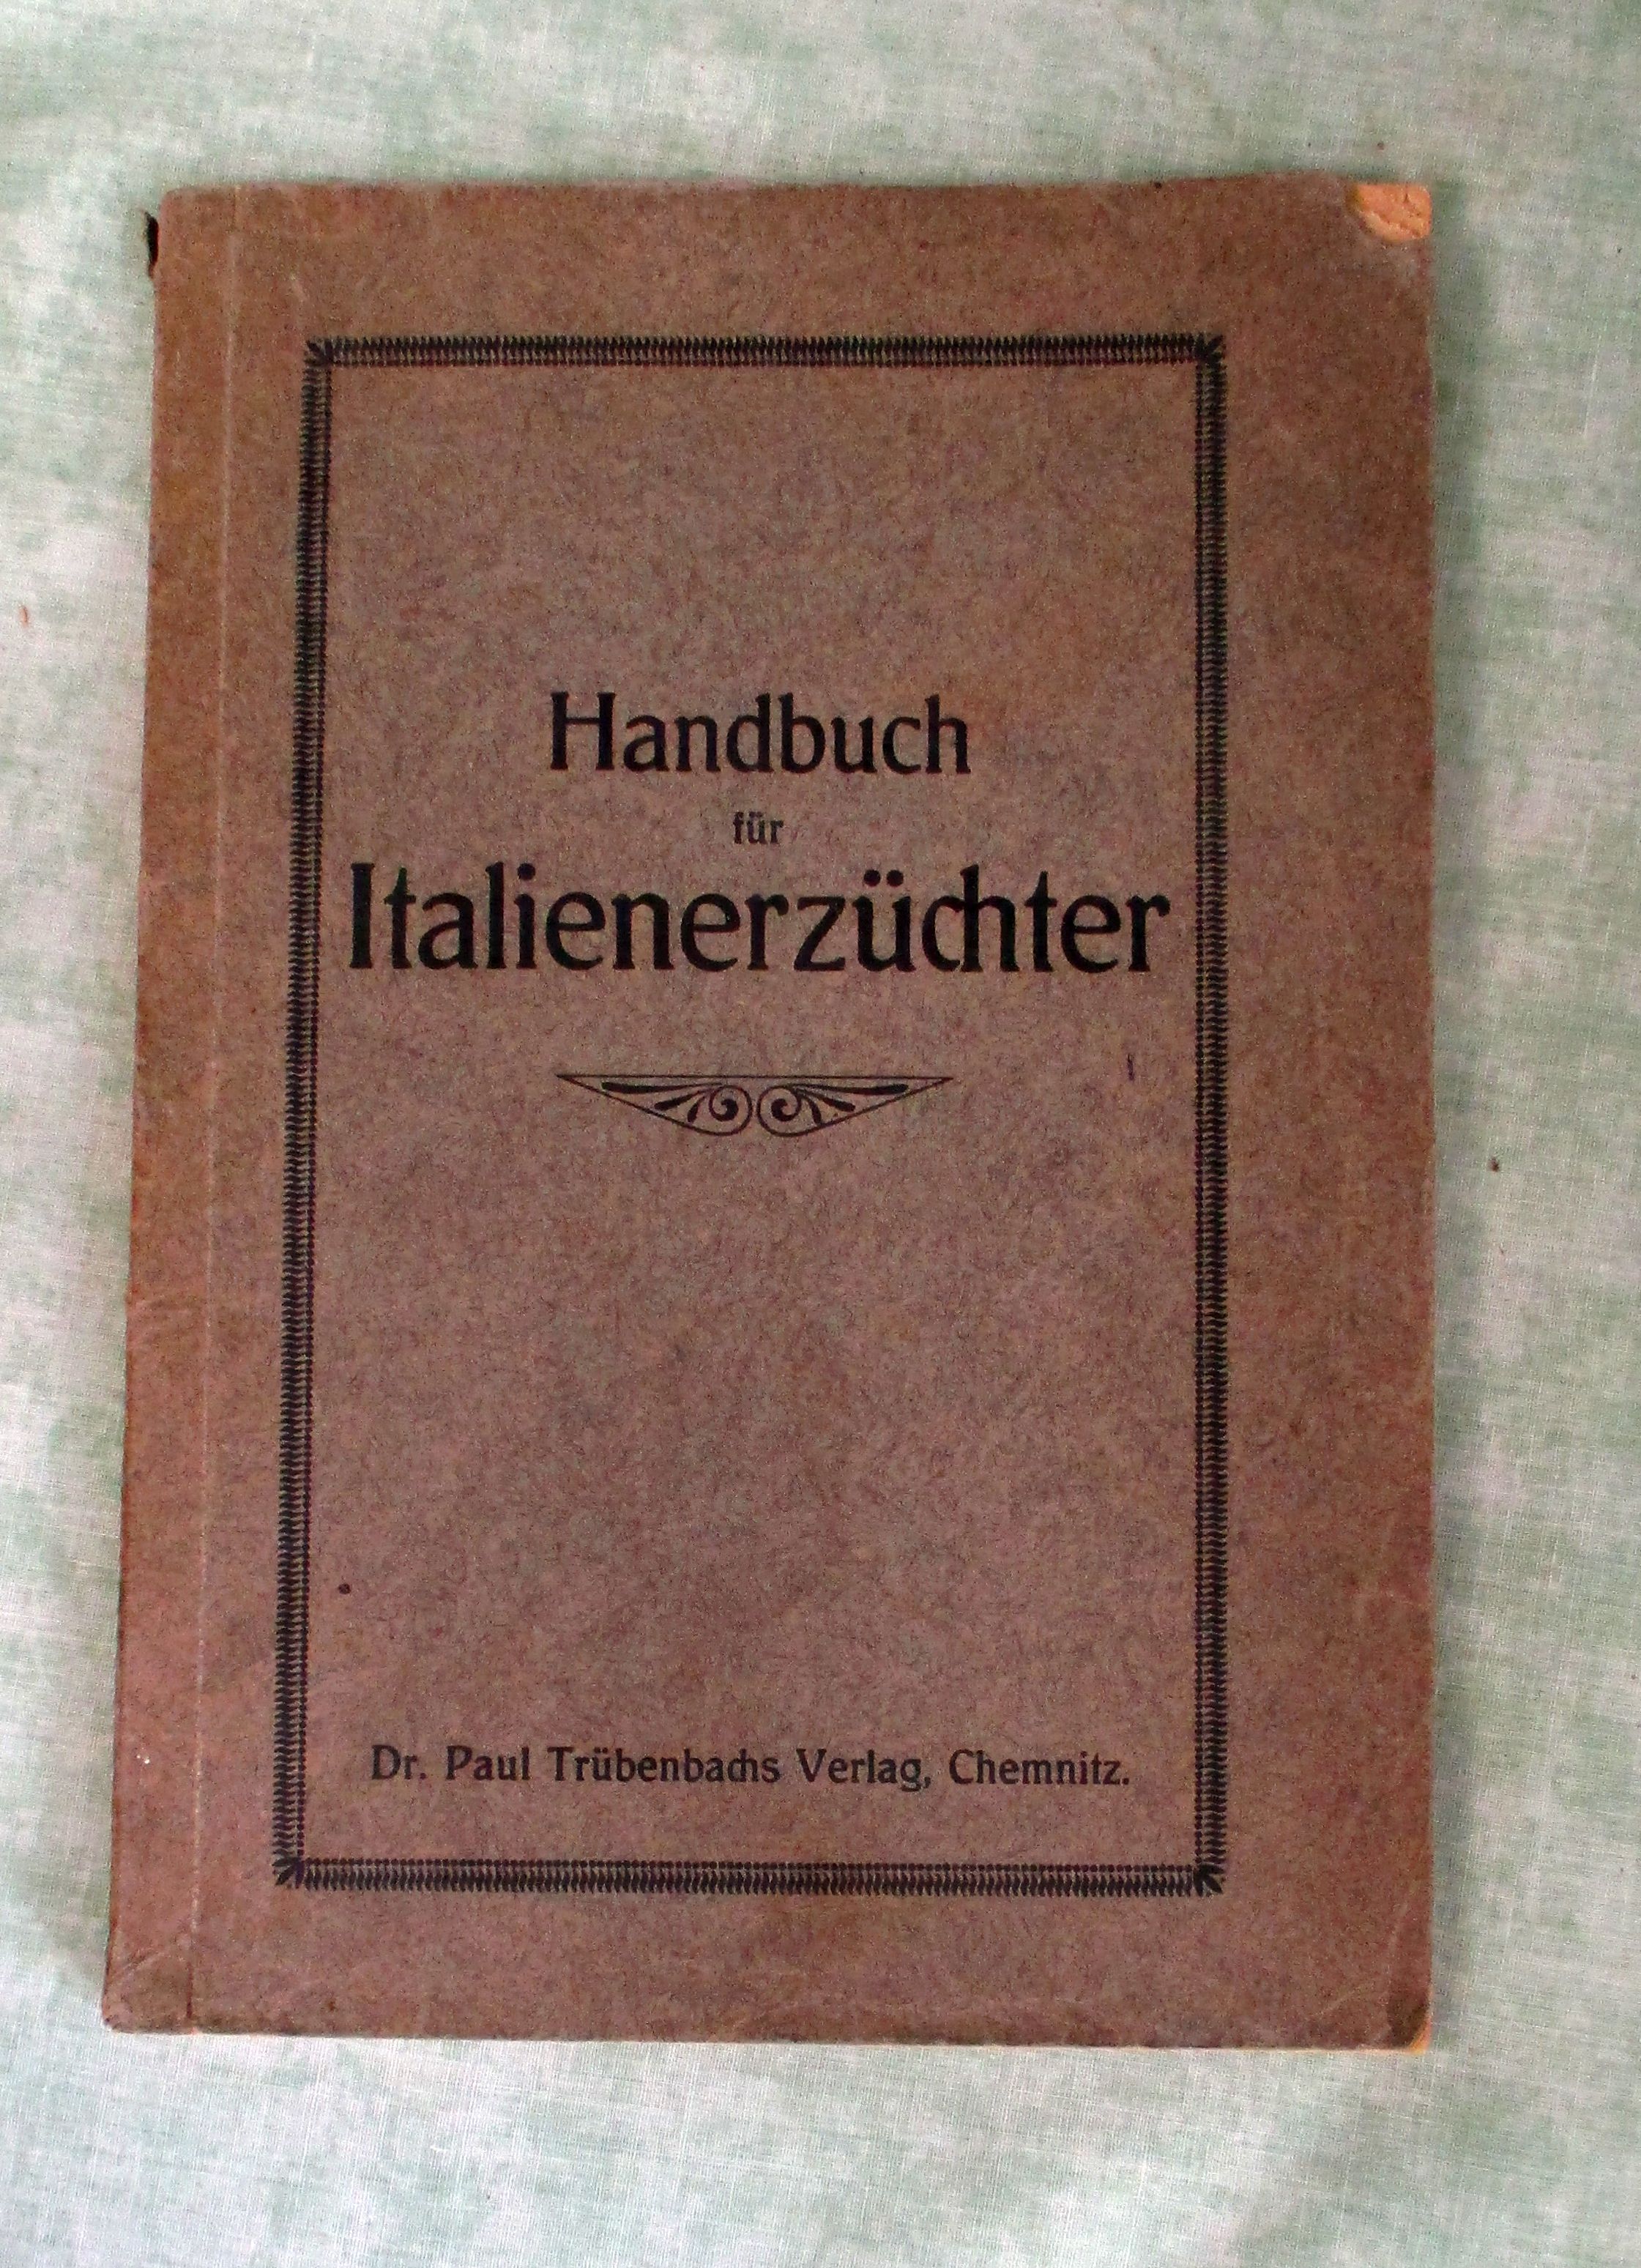 Handbuch
für
Italienerzüchter
Dr. Paul Trübenbachs Verlag, Chemnitz.